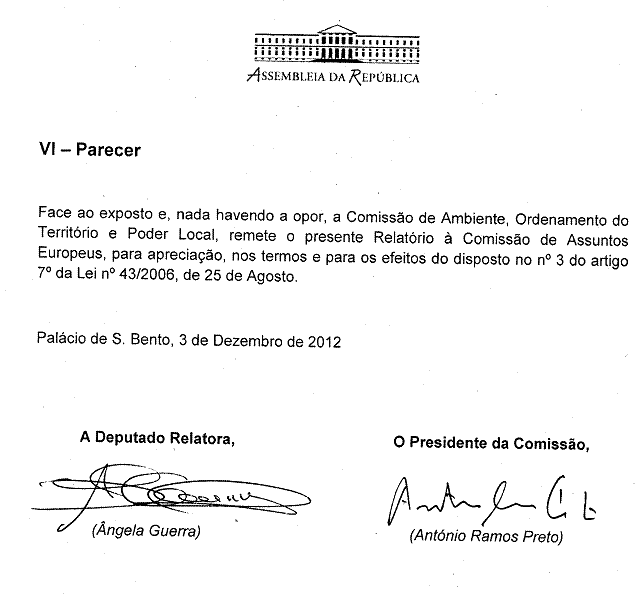 ASSEMBLEIA DA REPÚBLICA
VI – Parecer
Face ao exposto e, nada havendo a opor, a Comissão de Ambiente, Ordenamento do
Território e Poder Local, remete o presente Relatório à Comissão de Assuntos
Europeus, para apreciação, nos termos e para os efeitos do disposto no nº 3 do artigo
7º da Lei nº 43/2006, de 25 de Agosto.
Palácio de S. Bento, 3 de Dezembro de 2012
A Deputado Relatora,
O Presidente da Comissão,
(Ângela Guerra)
(António Ramos Preto)